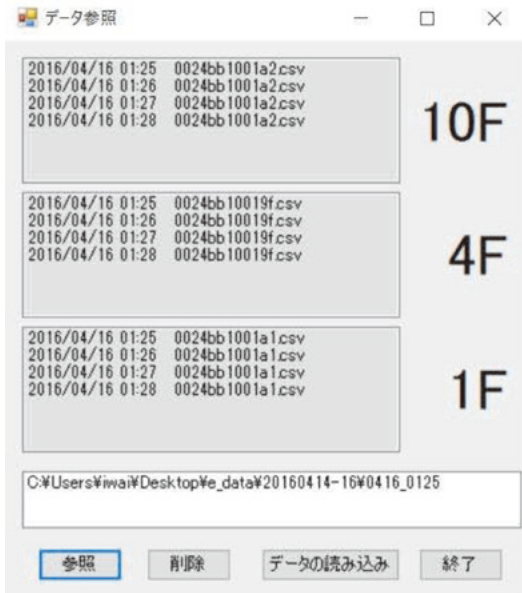 データ参照
2016/04/16 01:25 0024bb1001a2.csv
2016/04/16 01:26 0024bb1001a2.csv
2016/04/16 01:27 0024bb1001a2.csv
2016/04/16 01:28 0024bb1001a2.csv
10F
2016/04/16 01:25 0024bb10019f.csv
2016/04/16 01:26 0024bb10019f.csv
2016/04/16 01:27 0024bb10019f.csv
2016/04/16 01:28 0024bb10019f.csv
4F
2016/04/16 01:25 0024bb1001a1.csv
2016/04/16 01:26 0024bb1001a1.csv
2016/04/16 01:27 0024bb1001a1.csv
2016/04/16 01:28 0024bb1001a1.csv
1F
C:¥Users¥iwai¥Desktop¥e_data¥20160414-16¥0416_0125
参照 削除 データの読み込み 終了